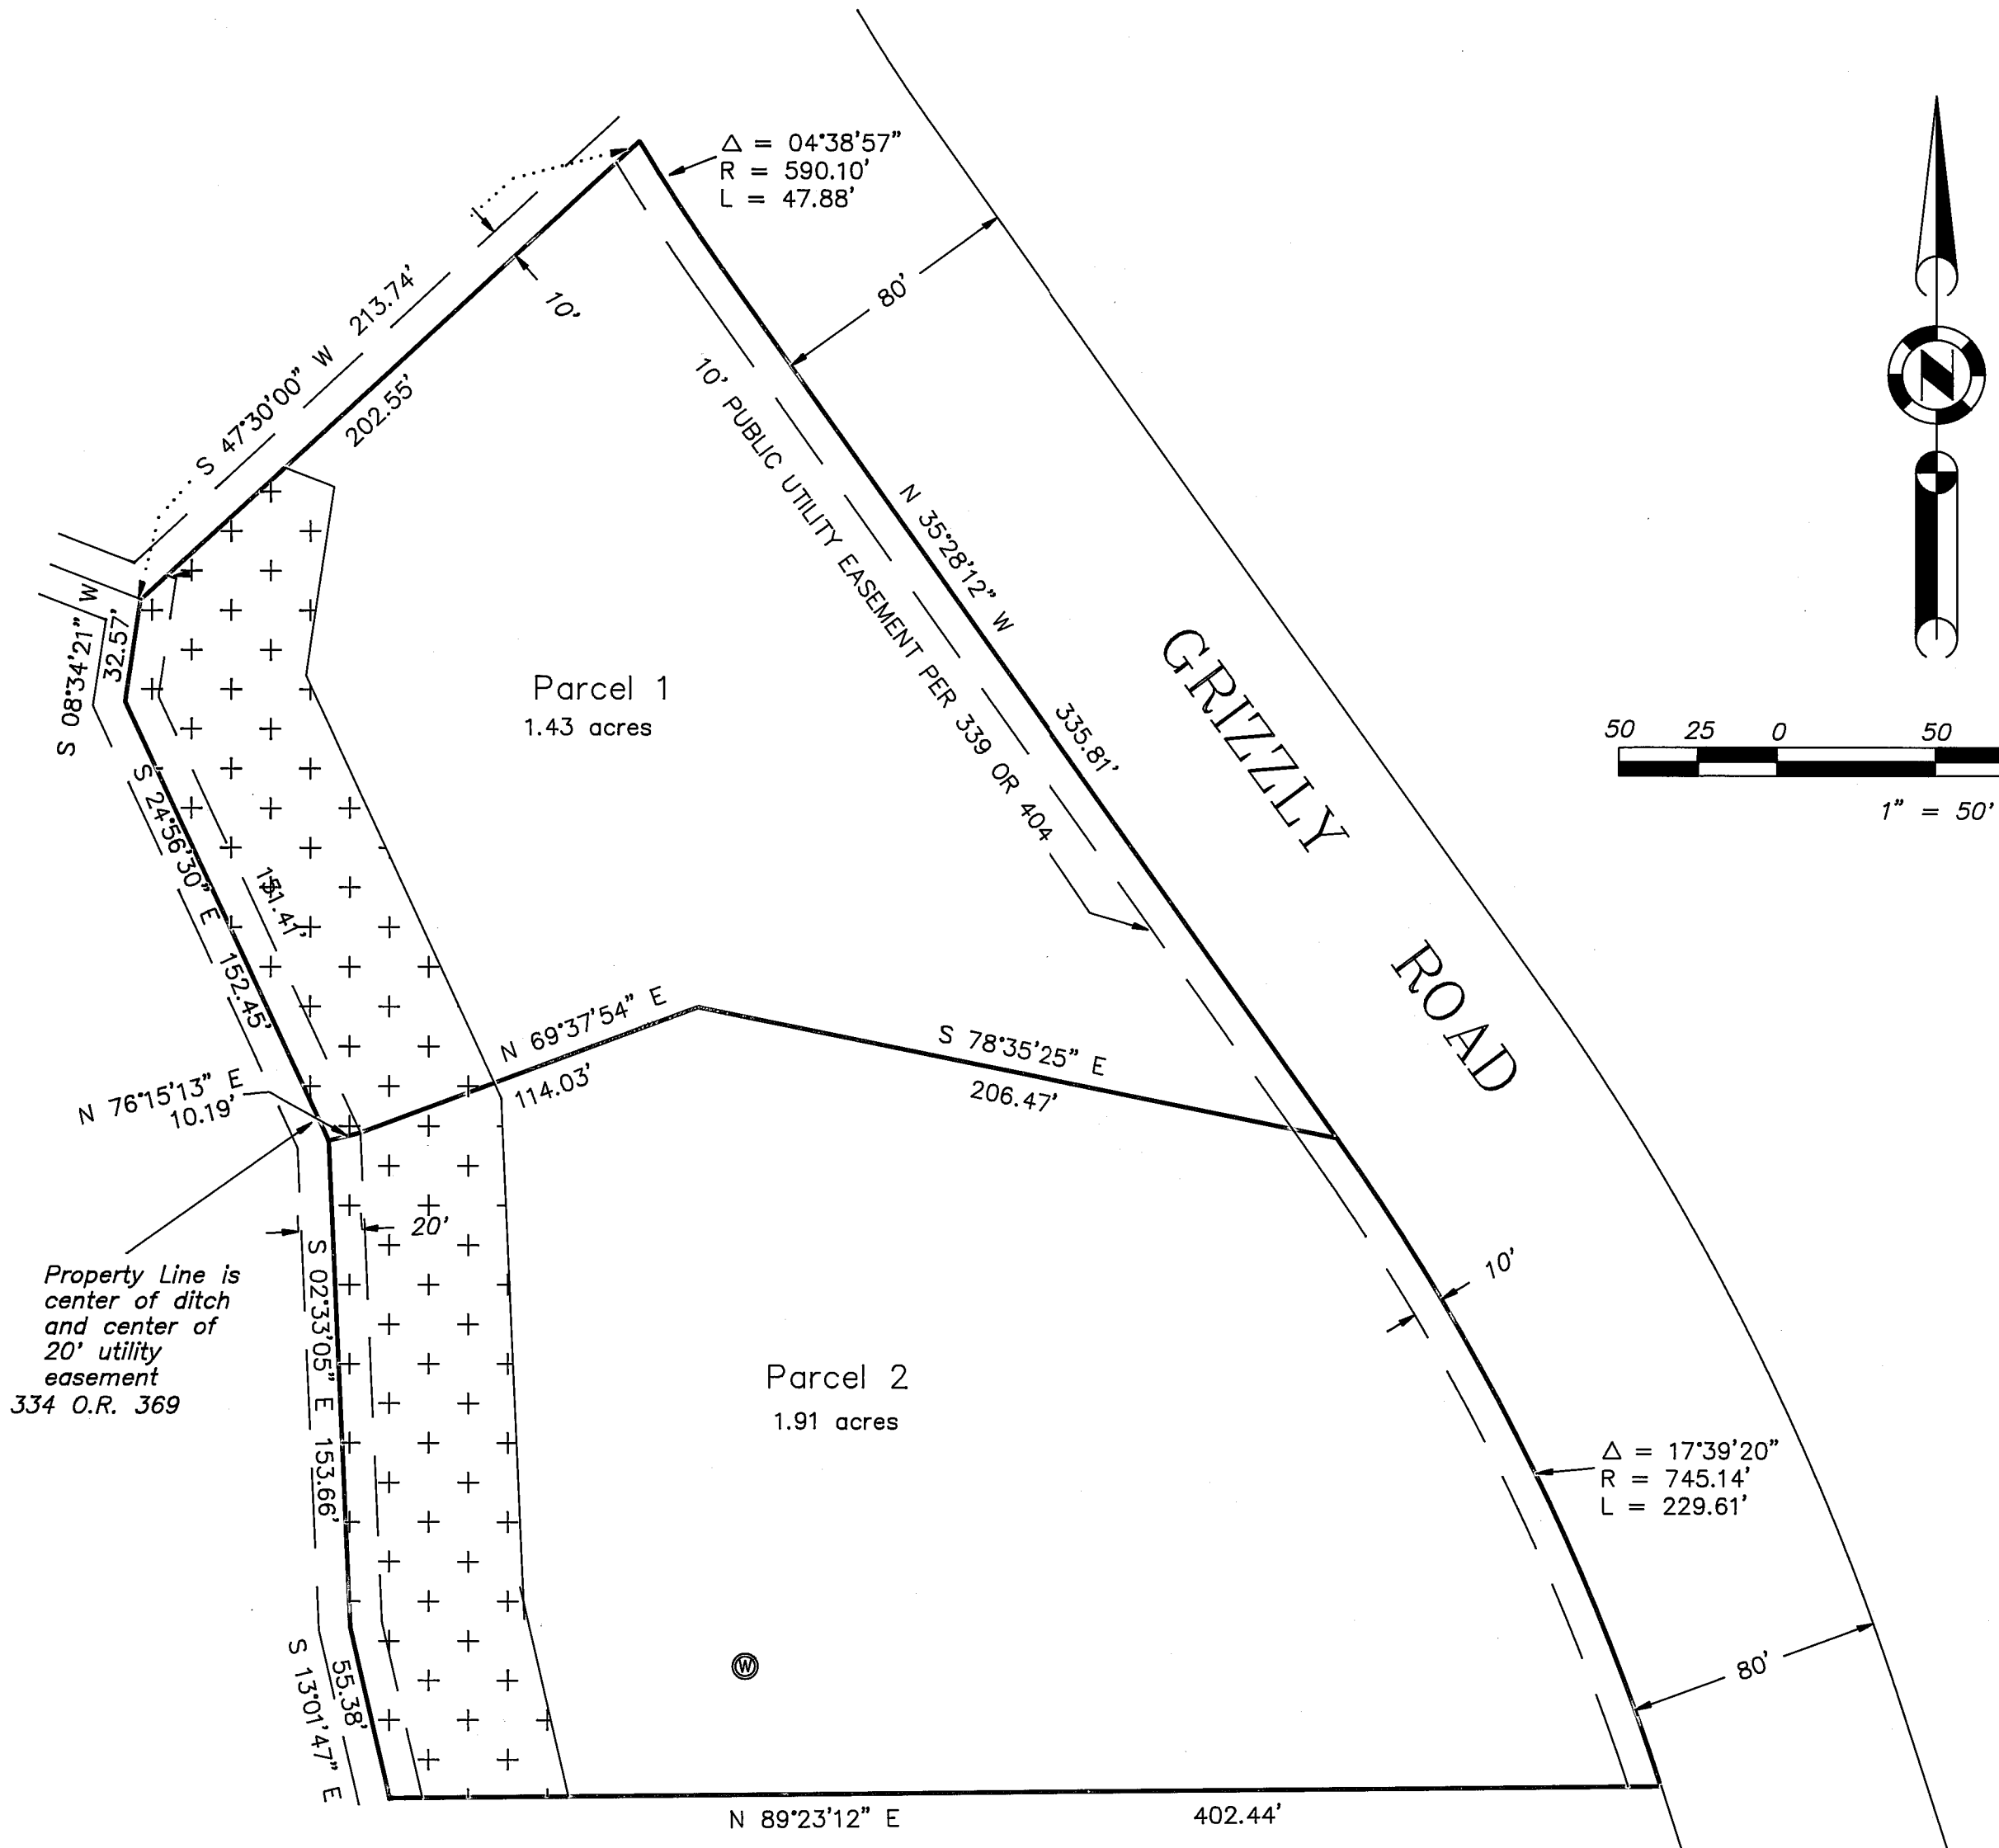 Δ = 04°38'57"
R = 590.10'
L = 47.88'
80'
10'
S 47°30'00" W 213.74'
202.55'
10' PUBLIC UTILITY EASEMENT PER 339 OR 404
N 35°28'12" W
335.81'
GRIZZLY ROAD
N
50 25 0 50
1" = 50'
S 08°34'21" W
32.57'
Parcel 1
1.43 acres
S 24°56'30" E 152.45'
N 69°37'54" E
114.03'
S 78°35'25" E
206.47'
N 76°15'13" E
10.19'
20'
10'
Property Line is
center of ditch
and center of
20' utility
easement
334 O.R. 369
S 02°33'05" E 153.66'
Parcel 2
1.91 acres
Δ = 17°39'20"
R = 745.14'
L = 229.61'
W
80'
S 13°01'47" E
55.38'
N 89°23'12" E
402.44'